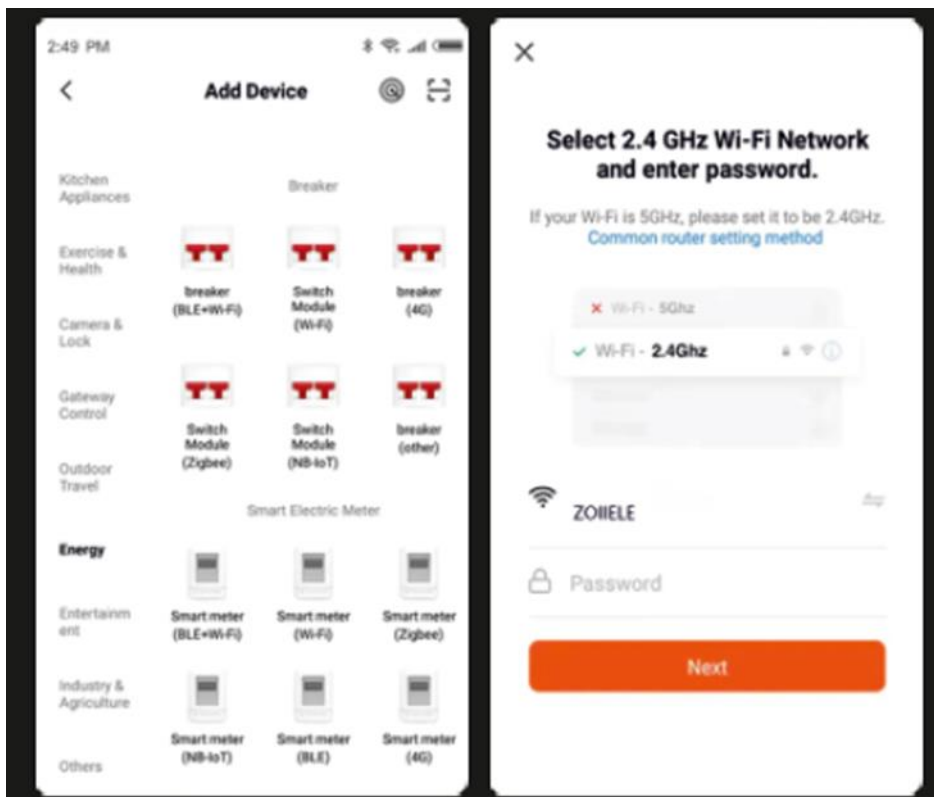 2:49 PM
Add Device
Kitchen
Appliances
Exercise &
Health
Camera &
Lock
Gateway
Control
Outdoor
Travel
Energy
Entertainm
ent
Industry &
Agriculture
Others
Breaker
breaker
(BLE+Wi-Fi)
Switch
Module
(Wi-Fi)
breaker
(4G)
Switch
Module
(Zigbee)
Switch
Module
(NB-IoT)
breaker
(other)
Smart Electric Meter
Smart meter
(BLE+Wi-Fi)
Smart meter
(Wi-Fi)
Smart meter
(Zigbee)
Smart meter
(NB-IoT)
Smart meter
(BLE)
Smart meter
(4G)
Select 2.4 GHz Wi-Fi Network
and enter password.
If your Wi-Fi is 5GHz, please set it to be 2.4GHz.
Common router setting method
Wi-Fi - 5Ghz
Wi-Fi - 2.4Ghz
ZOIIELE
Password
Next